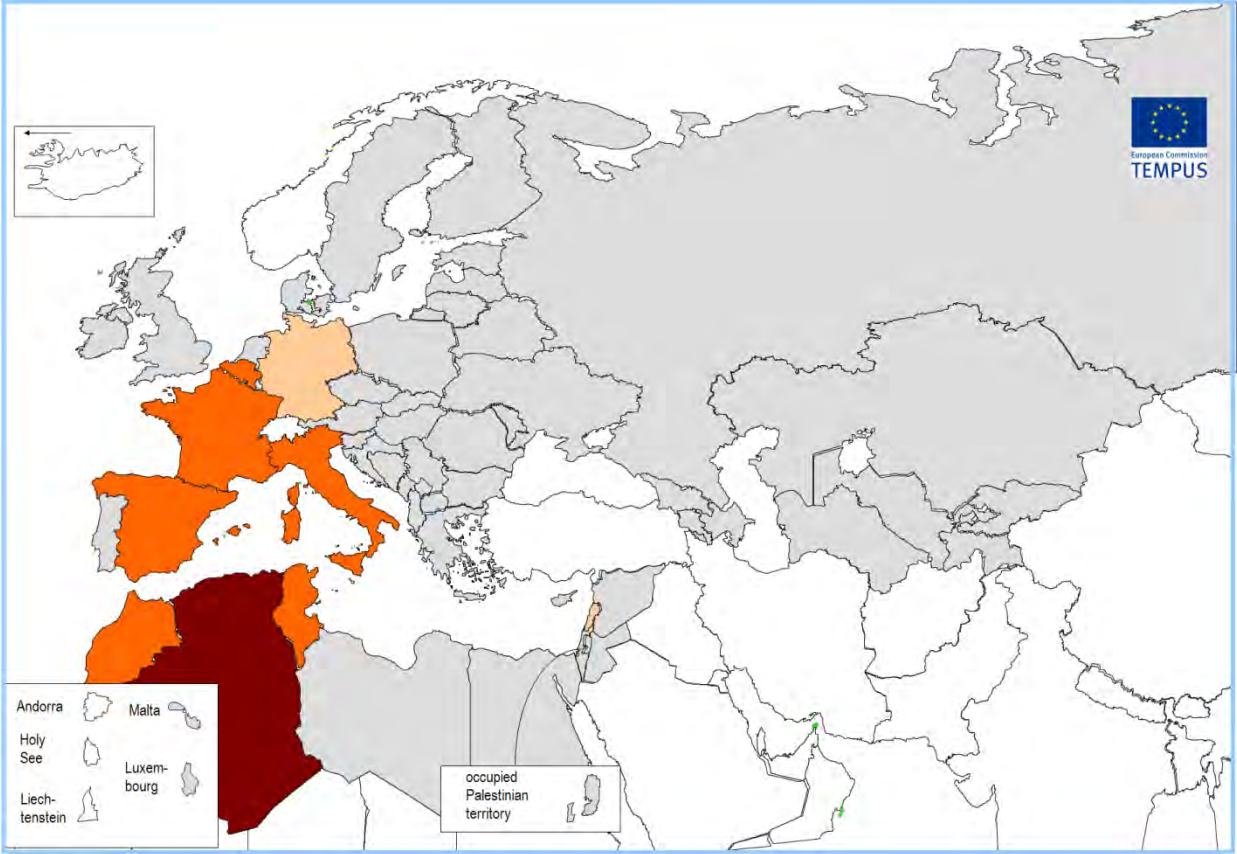 European Commission
TEMPUS
Andorra
Malta
Holy
See
Luxem-
bourg
Liech-
tenstein
occupied
Palestinian
territory